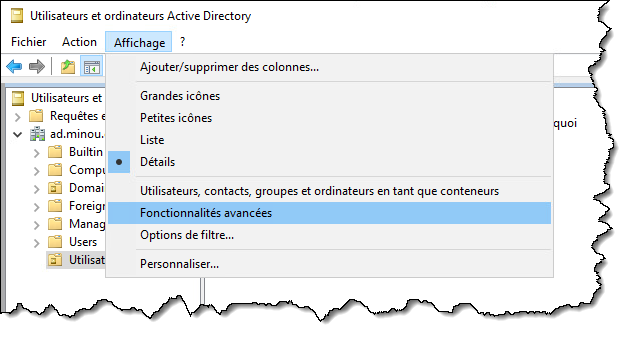 Utilisateurs et ordinateurs Active Directory
Fichier Action Affichage ?
Ajouter/supprimer des colonnes...
Utilisateurs et
Grandes icônes
Requêtes e
Petites icônes
quoi
ad.minou.
Liste
Builtin
Détails
Compu
Domai
Utilisateurs, contacts, groupes et ordinateurs en tant que conteneurs
Foreig
Fonctionnalités avancées
Manag
Options de filtre...
Users
Utilisat
Personnaliser...